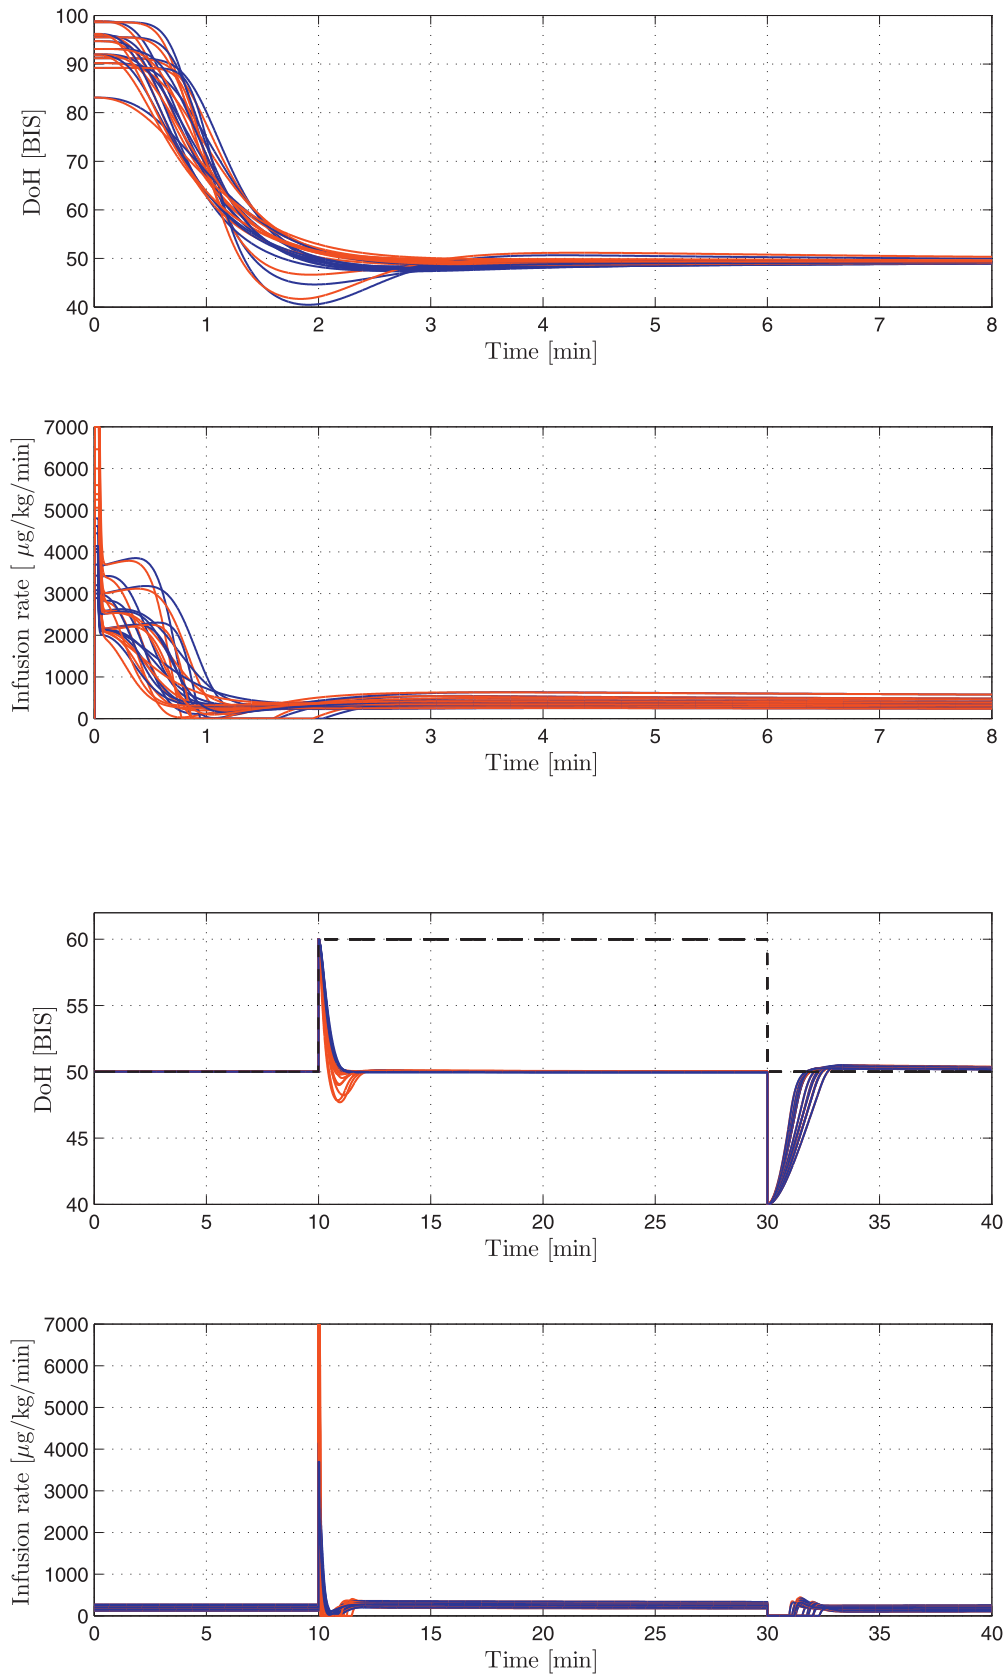 100
90
80
70
60
50
40
DoH [BIS]
0 1 2 3 4 5 6 7 8
Time [min]
7000
6000
5000
4000
3000
2000
1000
0
Infusion rate [ μg/kg/min]
0 1 2 3 4 5 6 7 8
Time [min]
60
55
50
45
40
DoH [BIS]
0 5 10 15 20 25 30 35 40
Time [min]
7000
6000
5000
4000
3000
2000
1000
0
Infusion rate [μg/kg/min]
0 5 10 15 20 25 30 35 40
Time [min]